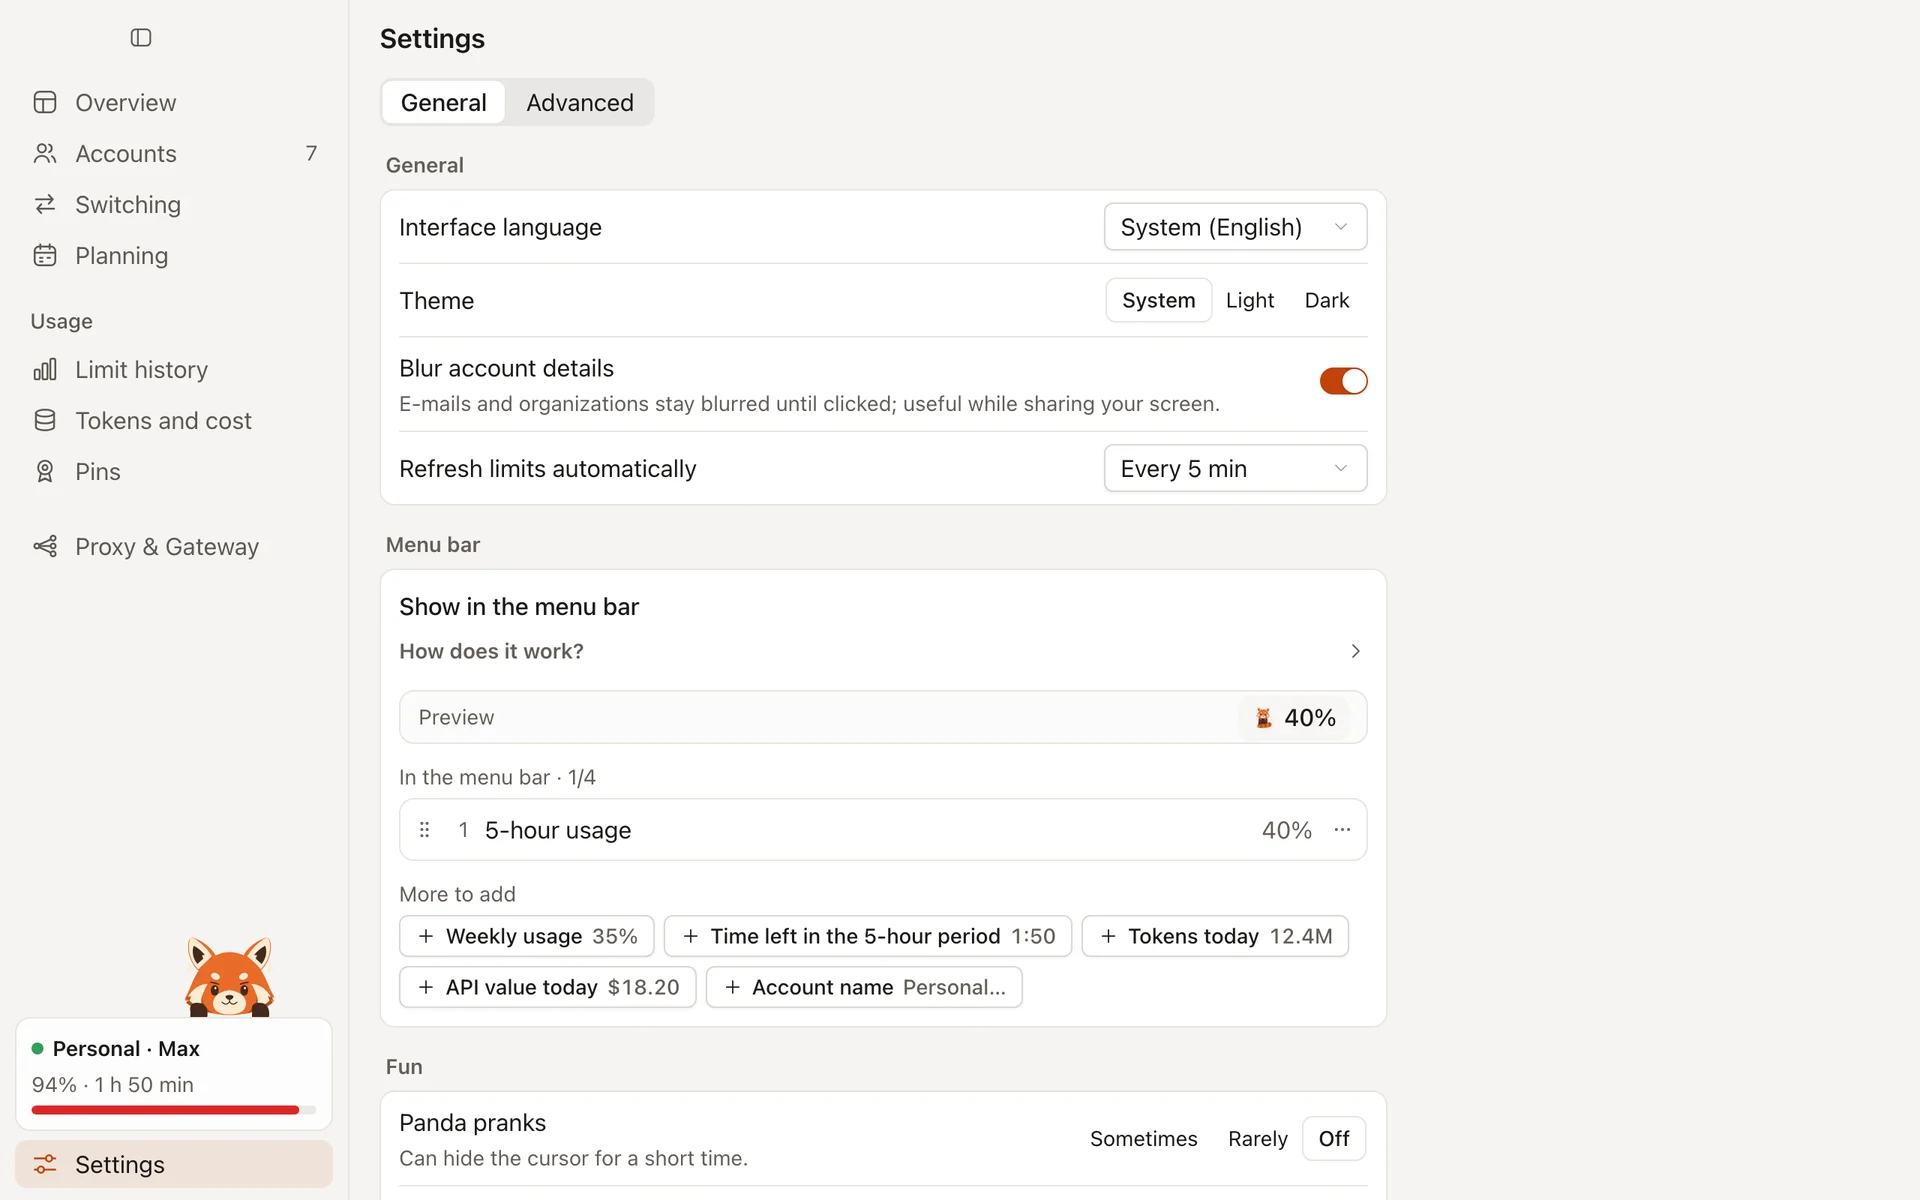 Settings
General
Advanced
Overview
Accounts
7
Switching
Planning
Usage
Limit history
Tokens and cost
Pins
Proxy & Gateway
Personal · Max
94% · 1 h 50 min
Settings
General
Interface language
System (English)
Theme
System
Light
Dark
Blur account details
E-mails and organizations stay blurred until clicked; useful while sharing your screen.
Refresh limits automatically
Every 5 min
Menu bar
Show in the menu bar
How does it work?
Preview
40%
In the menu bar · 1/4
1 5-hour usage
40%
More to add
+ Weekly usage 35%
+ Time left in the 5-hour period 1:50
+ Tokens today 12.4M
+ API value today $18.20
+ Account name Personal...
Fun
Panda pranks
Can hide the cursor for a short time.
Sometimes
Rarely
Off